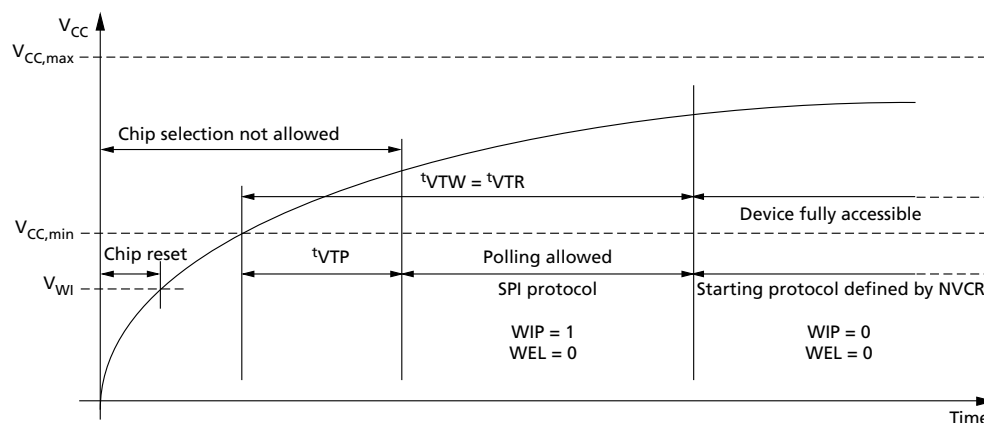 VCC
VCC,max
Chip selection not allowed
tVTW = tVTR
Device fully accessible
VCC,min
Chip reset
tVTP
Polling allowed
VWI
SPI protocol
Starting protocol defined by NVCR
WIP = 1
WEL = 0
WIP = 0
WEL = 0
Time